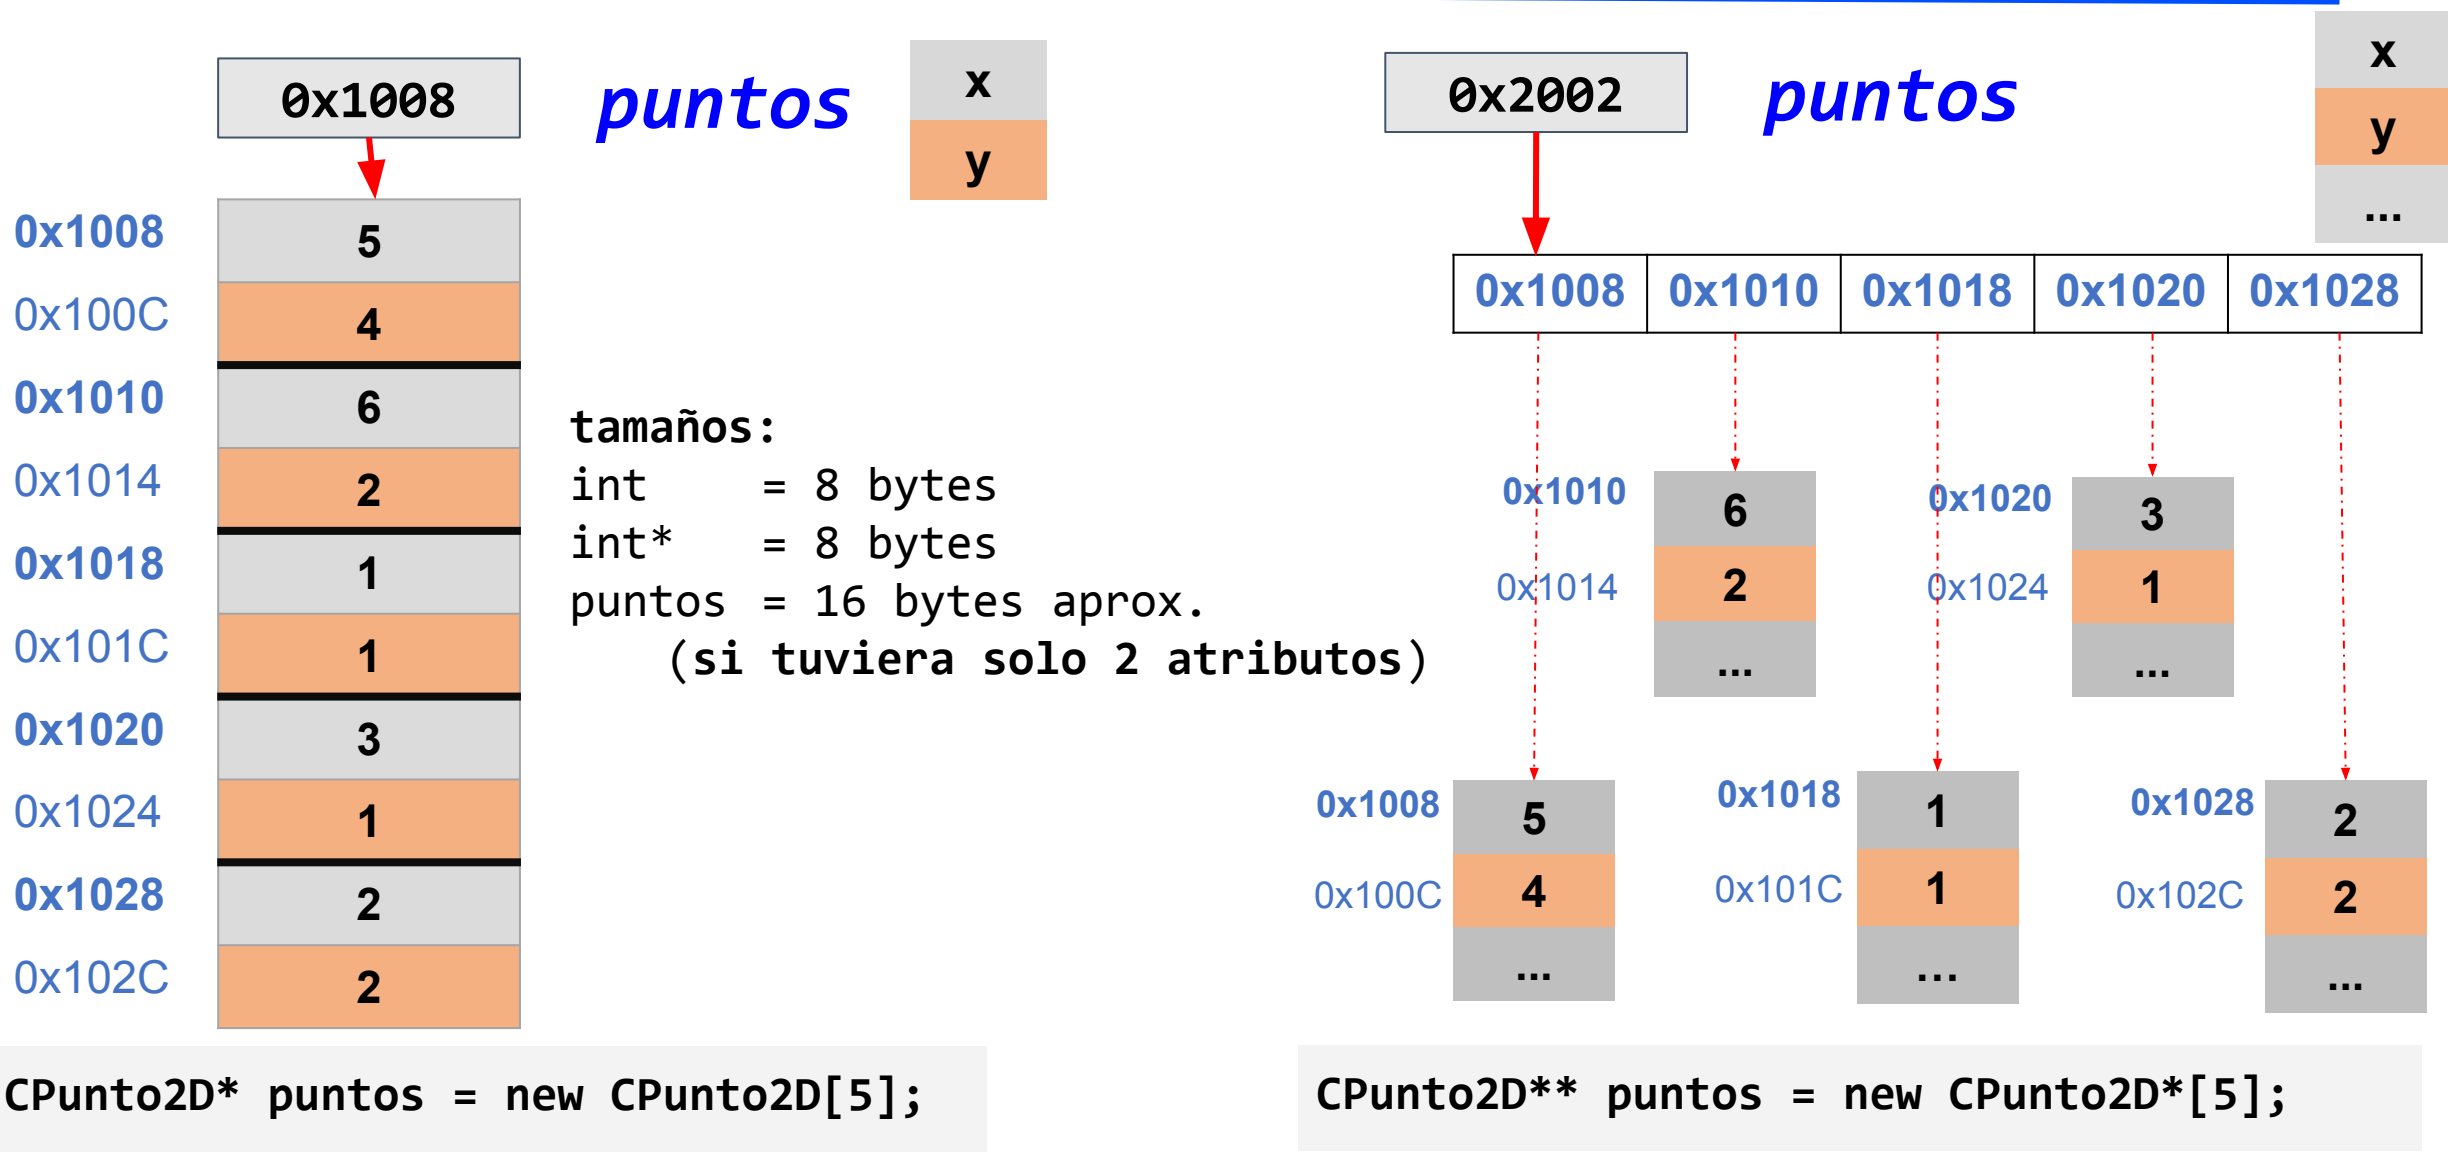 0x1008
puntos
x
y
0x1008
5
0x100C
4
0x1010
6
0x1014
2
0x1018
1
0x101C
1
0x1020
3
0x1024
1
0x1028
2
0x102C
2
tamaños:
int = 8 bytes
int* = 8 bytes
puntos = 16 bytes aprox.
(si tuviera solo 2 atributos)
CPunto2D* puntos = new CPunto2D[5];
0x2002
puntos
x
y
...
0x1008 0x1010 0x1018 0x1020 0x1028
0x1010
6
0x1014
2
...
0x1020
3
0x1024
1
...
0x1008
5
0x100C
4
...
0x1018
1
0x101C
1
...
0x1028
2
0x102C
2
...
CPunto2D** puntos = new CPunto2D*[5];